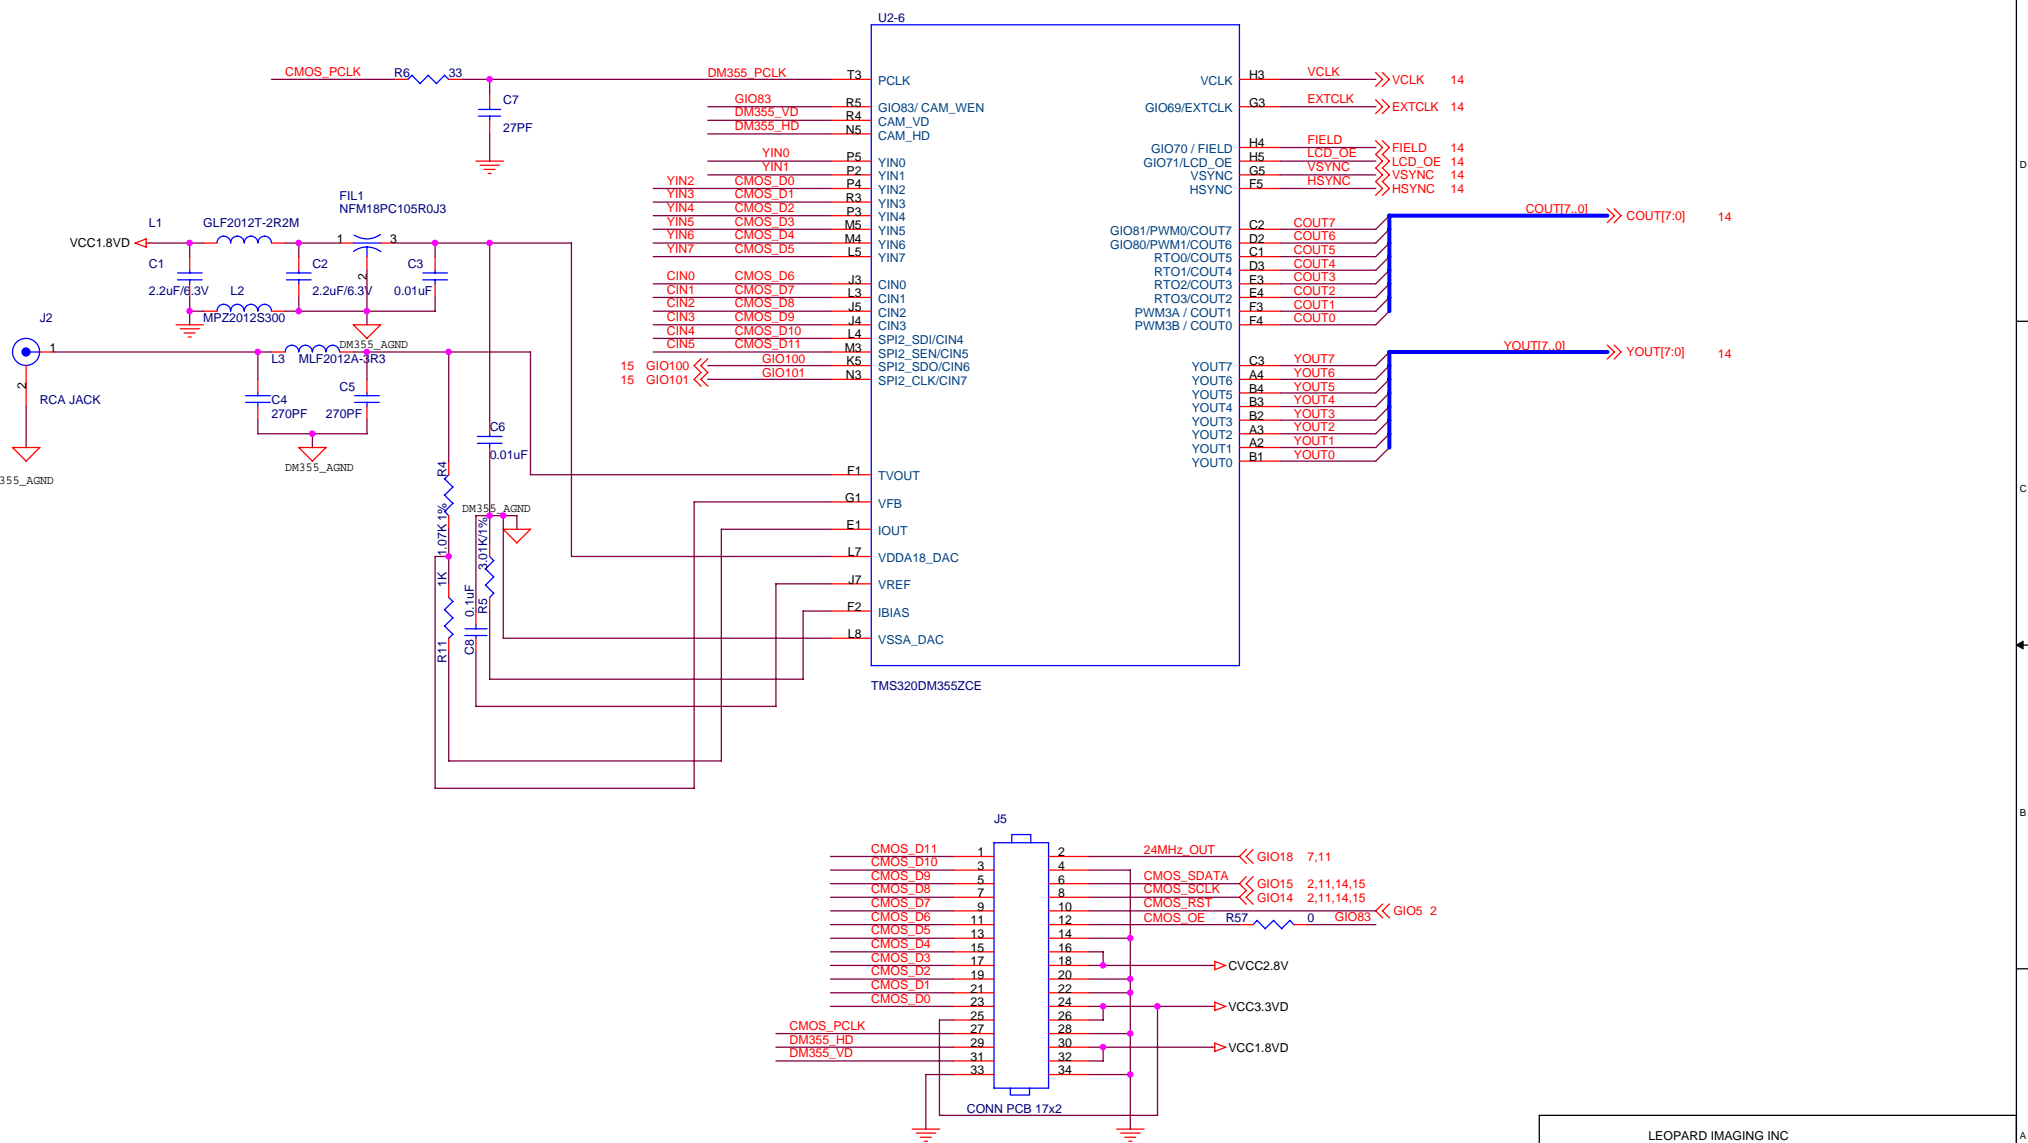 U2-6
CMOS_PCLK R6 33 DM355_PCLK T3 PCLK
C7
27PF
GIO83 R5 GIO83/ CAM_WEN
DM355_VD R4 CAM_VD
DM355_HD N5 CAM_HD
YIN0 P5 YIN0
YIN1 P2 YIN1
YIN2 CMOS_D0 P4 YIN2
YIN3 CMOS_D1 R3 YIN3
YIN4 CMOS_D2 P3 YIN4
YIN5 CMOS_D3 M5 YIN5
YIN6 CMOS_D4 M4 YIN6
YIN7 CMOS_D5 L5 YIN7
CIN0 CMOS_D6 J3 CIN0
CIN1 CMOS_D7 L3 CIN1
CIN2 CMOS_D8 J5 CIN2
CIN3 CMOS_D9 J4 CIN3
CIN4 CMOS_D10 L4 SPI2_SDI/CIN4
CIN5 CMOS_D11 M3 SPI2_SEN/CIN5
15 GIO100 GIO100 K5 SPI2_SDO/CIN6
15 GIO101 GIO101 N3 SPI2_CLK/CIN7
F1 TVOUT
G1 VFB
E1 IOUT
L7 VDDA18_DAC
J7 VREF
F2 IBIAS
L8 VSSA_DAC
TMS320DM355ZCE
VCLK H3 VCLK VCLK 14
GIO69/EXTCLK G3 EXTCLK EXTCLK 14
GIO70 / FIELD H4 FIELD FIELD 14
GIO71/LCD_OE H5 LCD_OE LCD_OE 14
VSYNC G5 VSYNC VSYNC 14
HSYNC F5 HSYNC HSYNC 14
COUT[7..0] COUT[7:0] 14
GIO81/PWM0/COUT7 C2 COUT7
GIO80/PWM1/COUT6 D2 COUT6
RTO0/COUT5 C1 COUT5
RTO1/COUT4 D3 COUT4
RTO2/COUT3 E3 COUT3
RTO3/COUT2 E4 COUT2
PWM3A / COUT1 F3 COUT1
PWM3B / COUT0 F4 COUT0
YOUT[7..0] YOUT[7:0] 14
YOUT7 C3 YOUT7
YOUT6 A4 YOUT6
YOUT5 B4 YOUT5
YOUT4 B3 YOUT4
YOUT3 B2 YOUT3
YOUT2 A3 YOUT2
YOUT1 A2 YOUT1
YOUT0 B1 YOUT0
FIL1
NFM18PC105R0J3
L1 GLF2012T-2R2M
VCC1.8VD 1 3
2
C1 C2 C3
2.2uF/6.3V 2.2uF/6.3V 0.01uF
L2
MPZ2012S300
DM355_AGND
J2
1
2
RCA JACK
355_AGND
L3 MLF2012A-3R3
C4 C5
270PF 270PF
DM355_AGND
C6
0.01uF
R4
1.07K 1%
DM355_AGND
3.01K/1%
R5
1K
R11
0.1uF
C8
J5
CMOS_D11 1 2 24MHz_OUT GIO18 7,11
CMOS_D10 3 4
CMOS_D9 5 6 CMOS_SDATA GIO15 2,11,14,15
CMOS_D8 7 8 CMOS_SCLK GIO14 2,11,14,15
CMOS_D7 9 10 CMOS_RST GIO5 2
CMOS_D6 11 12 CMOS_OE R57 0 GIO83
CMOS_D5 13 14
CMOS_D4 15 16
CMOS_D3 17 18 CVCC2.8V
CMOS_D2 19 20
CMOS_D1 21 22
CMOS_D0 23 24 VCC3.3VD
25 26
CMOS_PCLK 27 28
DM355_HD 29 30 VCC1.8VD
DM355_VD 31 32
33 34
CONN PCB 17x2
D
C
B
A
LEOPARD IMAGING INC